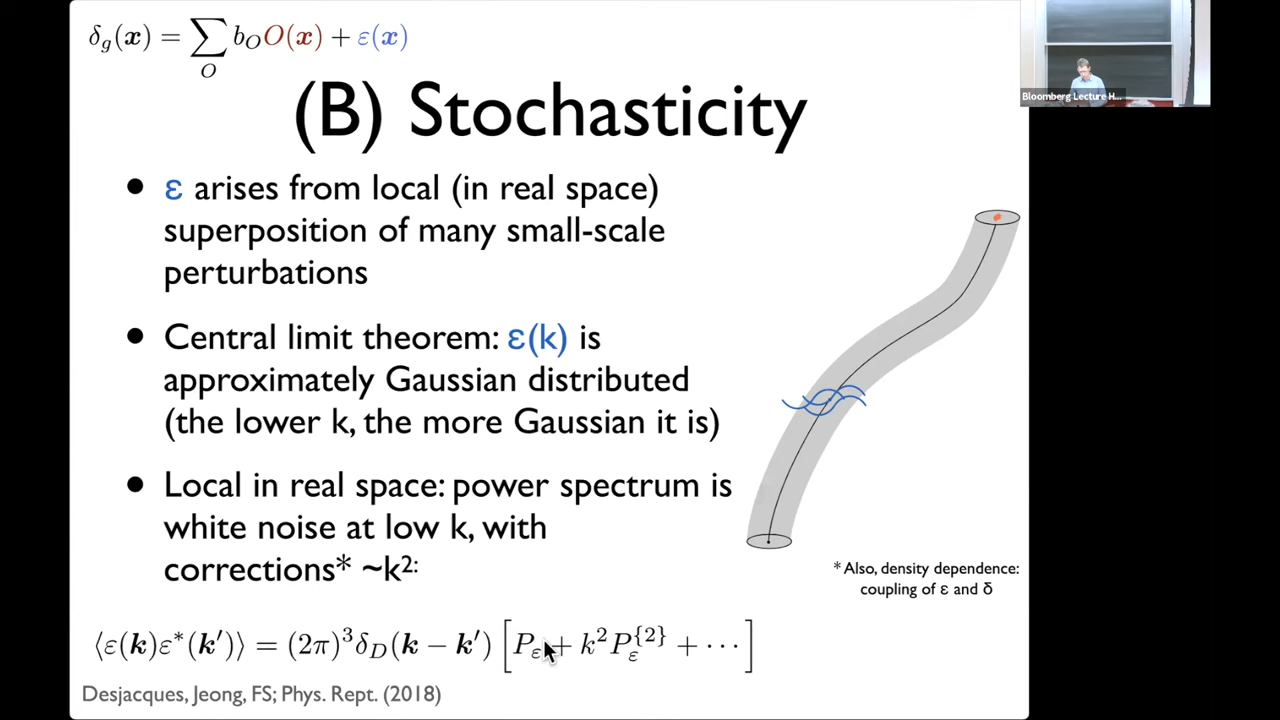 δ_g(x) = ∑_O b_O O(x) + ε(x)
Bloomberg Lecture H...
(B) Stochasticity
• ε arises from local (in real space)
superposition of many small-scale
perturbations
• Central limit theorem: ε(k) is
approximately Gaussian distributed
(the lower k, the more Gaussian it is)
• Local in real space: power spectrum is
white noise at low k, with
corrections* ~k²:
* Also, density dependence:
coupling of ε and δ
⟨ε(k)ε*(k′)⟩ = (2π)³δ_D(k − k′) [P_ε + k²P_ε^{2} + ⋯]
Desjacques, Jeong, FS; Phys. Rept. (2018)